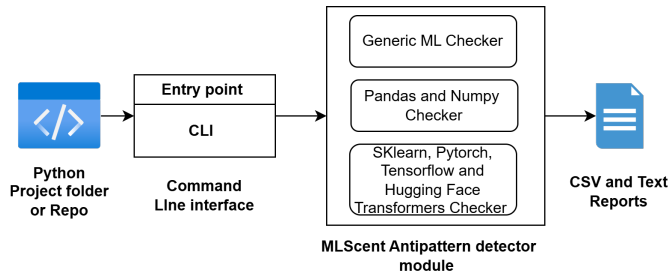 </>
Python
Project folder
or Repo
Entry point
CLI
Command
LIne interface
Generic ML Checker
Pandas and Numpy
Checker
SKlearn, Pytorch,
Tensorflow and
Hugging Face
Transformers Checker
MLScent Antipattern detector
module
CSV and Text
Reports